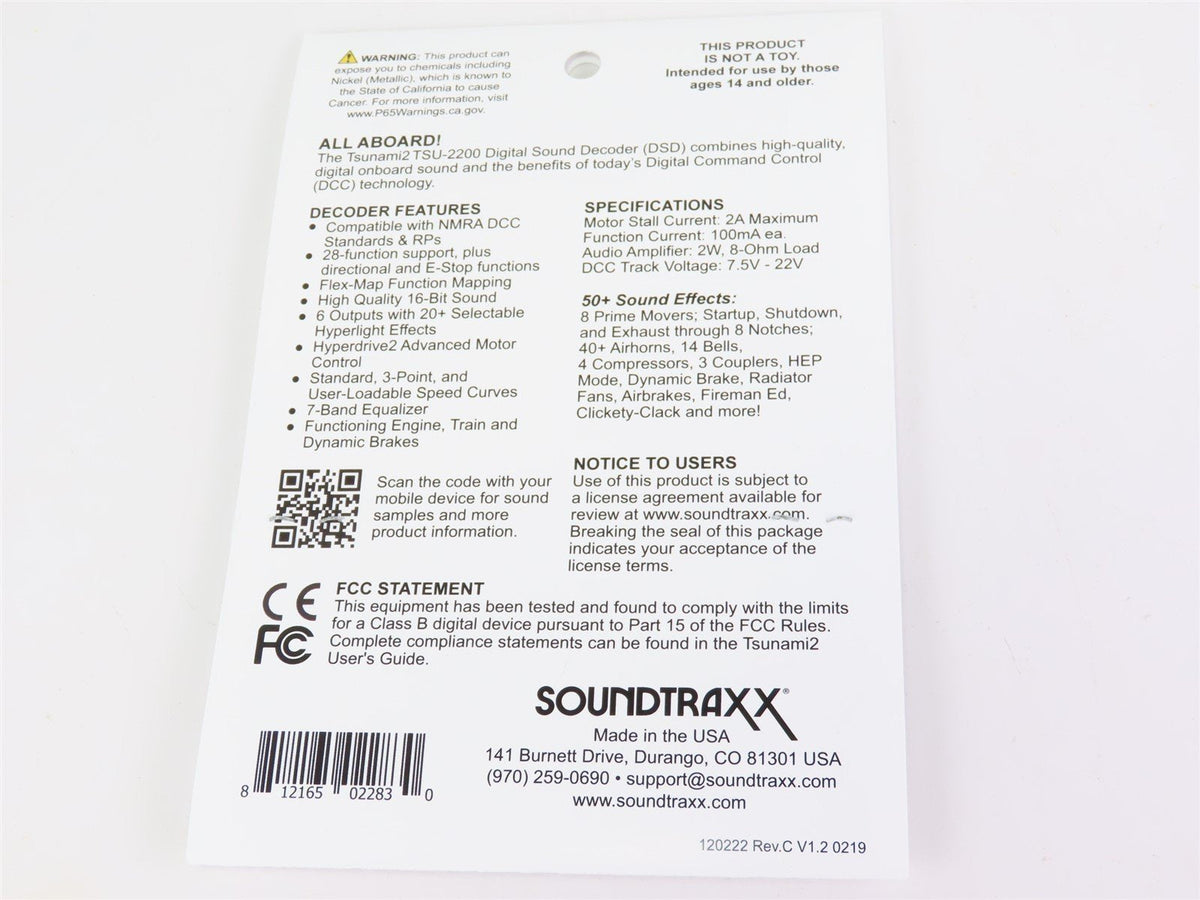 ⚠ WARNING: This product can
expose you to chemicals including
Nickel (Metallic), which is known to
the State of California to cause
Cancer. For more information, visit
www.P65Warnings.ca.gov.
THIS PRODUCT
IS NOT A TOY.
Intended for use by those
ages 14 and older.
ALL ABOARD!
The Tsunami2 TSU-2200 Digital Sound Decoder (DSD) combines high-quality,
digital onboard sound and the benefits of today's Digital Command Control
(DCC) technology.
DECODER FEATURES
• Compatible with NMRA DCC
Standards & RPs
• 28-function support, plus
directional and E-Stop functions
• Flex-Map Function Mapping
• High Quality 16-Bit Sound
• 6 Outputs with 20+ Selectable
Hyperlight Effects
• Hyperdrive2 Advanced Motor
Control
• Standard, 3-Point, and
User-Loadable Speed Curves
• 7-Band Equalizer
• Functioning Engine, Train and
Dynamic Brakes
SPECIFICATIONS
Motor Stall Current: 2A Maximum
Function Current: 100mA ea.
Audio Amplifier: 2W, 8-Ohm Load
DCC Track Voltage: 7.5V - 22V
50+ Sound Effects:
8 Prime Movers; Startup, Shutdown,
and Exhaust through 8 Notches;
40+ Airhorns, 14 Bells,
4 Compressors, 3 Couplers, HEP
Mode, Dynamic Brake, Radiator
Fans, Airbrakes, Fireman Ed,
Clickety-Clack and more!
Scan the code with your
mobile device for sound
samples and more
product information.
NOTICE TO USERS
Use of this product is subject to
a license agreement available for
review at www.soundtraxx.com.
Breaking the seal of this package
indicates your acceptance of the
license terms.
CE
FC
FCC STATEMENT
This equipment has been tested and found to comply with the limits
for a Class B digital device pursuant to Part 15 of the FCC Rules.
Complete compliance statements can be found in the Tsunami2
User's Guide.
SOUNDTRAXX®
Made in the USA
141 Burnett Drive, Durango, CO 81301 USA
(970) 259-0690 • support@soundtraxx.com
www.soundtraxx.com
8 12165 02283 0
120222 Rev.C V1.2 0219